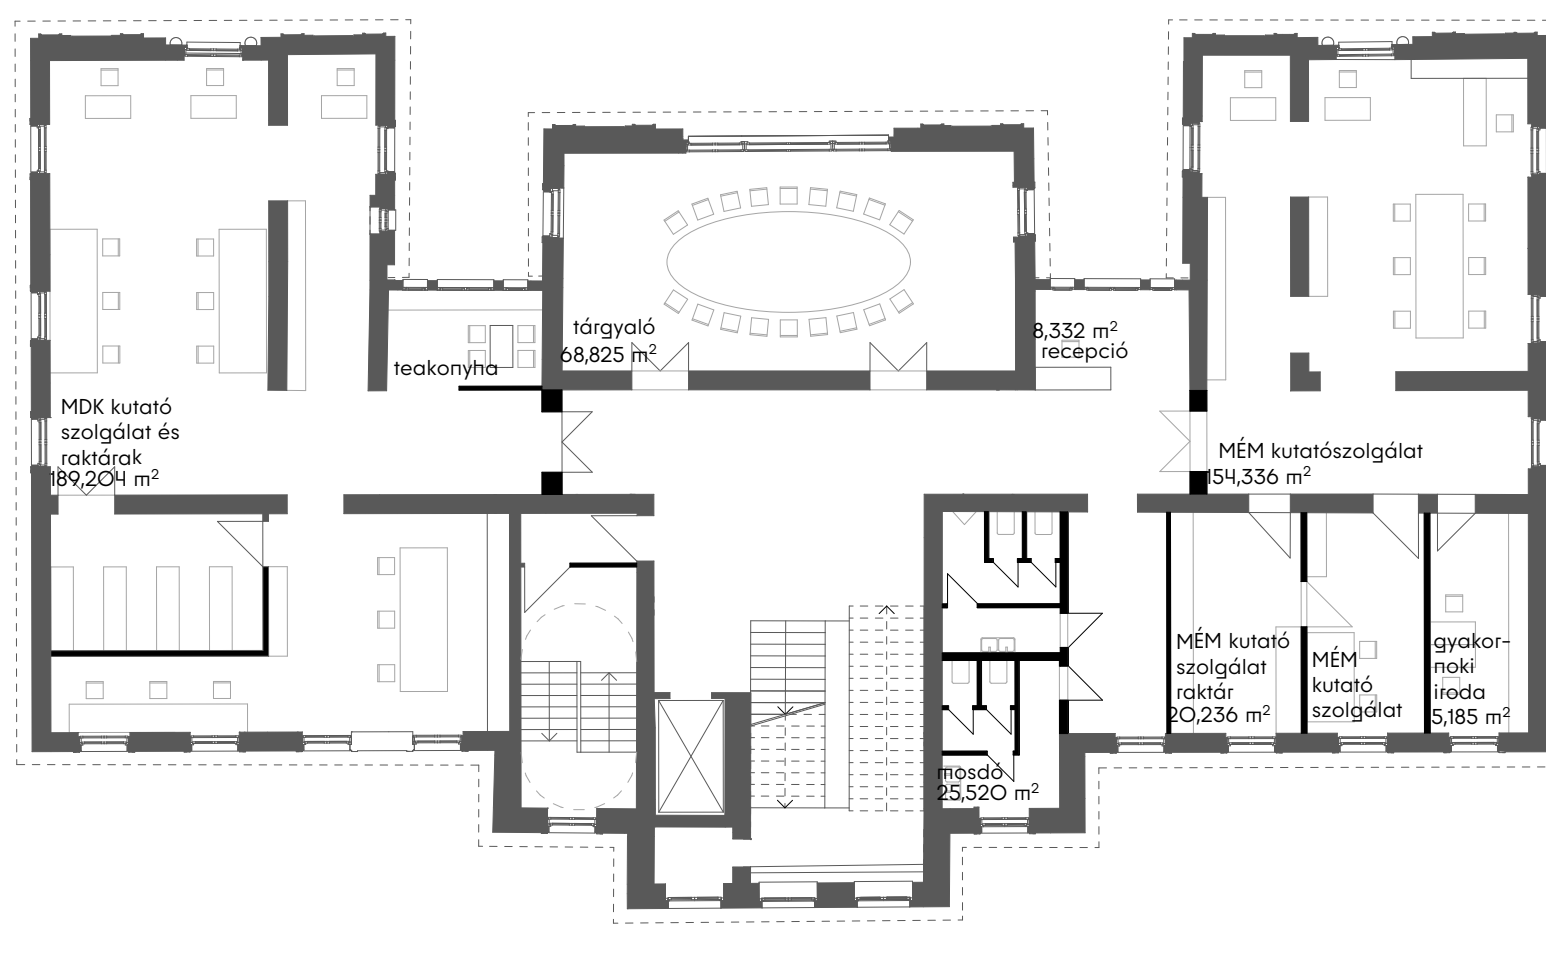 tárgyaló
68,825 m²
8,332 m²
recepció
teakonyha
MDK kutató
szolgálat és
raktárak
189,204 m²
MÉM kutatószolgálat
154,336 m²
MÉM kutató
szolgálat
raktár
20,236 m²
MÉM
kutató
szolgálat
gyakor-
noki
iroda
5,185 m²
mosdó
25,520 m²